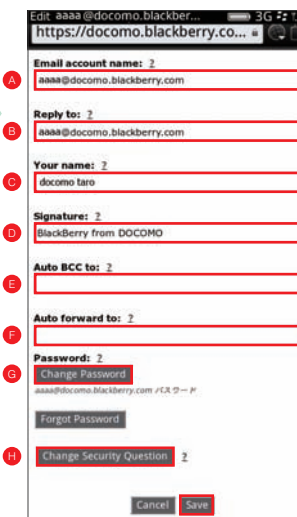 Edit aaaa@docomo.blackber... 3G
https://docomo.blackberry.co...
Email account name: ?
A aaaa@docomo.blackberry.com
Reply to: ?
B aaaa@docomo.blackberry.com
Your name: ?
C docomo taro
Signature: ?
D BlackBerry from DOCOMO
Auto BCC to: ?
E
Auto forward to: ?
F
Password: ?
G Change Password
aaaa@docomo.blackberry.com パスワード
Forgot Password
H Change Security Question ?
Cancel Save